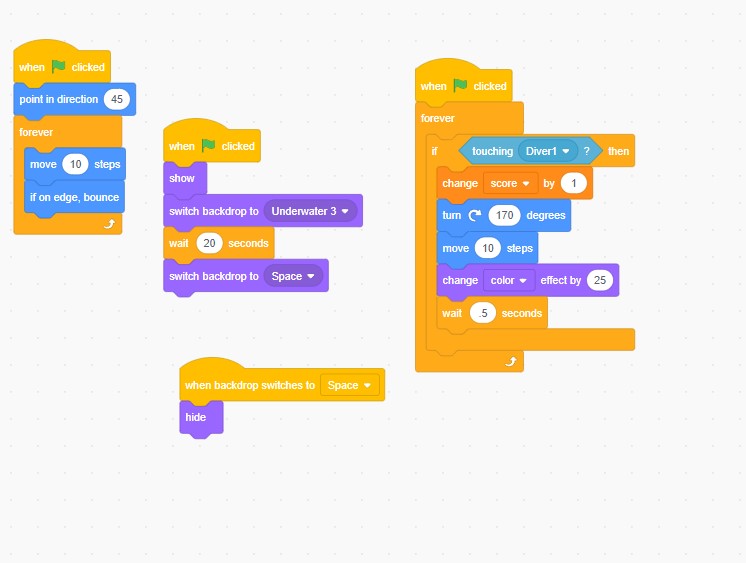 when clicked
point in direction 45
forever
move 10 steps
if on edge, bounce
when clicked
show
switch backdrop to Underwater 3
wait 20 seconds
switch backdrop to Space
when backdrop switches to Space
hide
when clicked
forever
if touching Diver1 ? then
change score by 1
turn 170 degrees
move 10 steps
change color effect by 25
wait .5 seconds